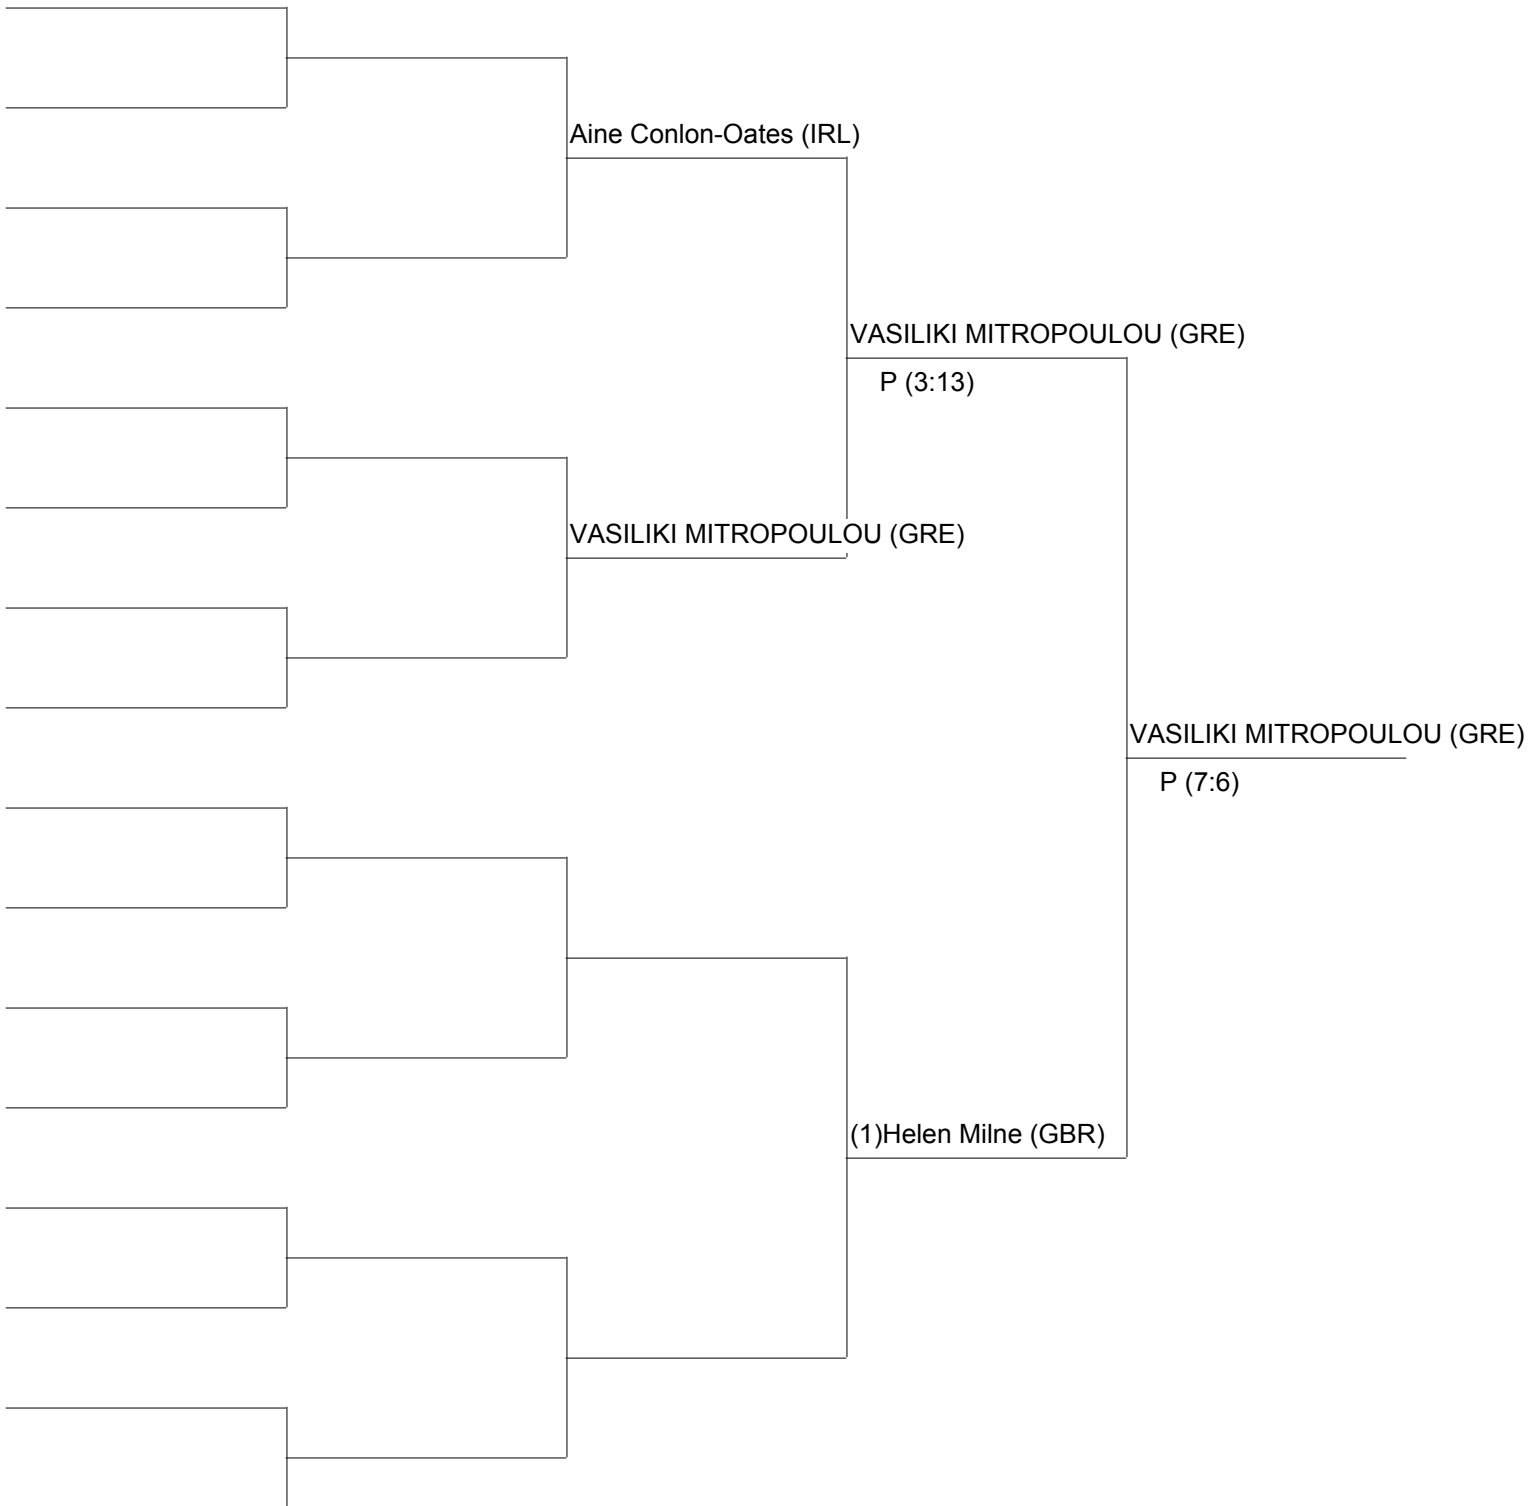 Aine Conlon-Oates (IRL)
VASILIKI MITROPOULOU (GRE)
P (3:13)
VASILIKI MITROPOULOU (GRE)
VASILIKI MITROPOULOU (GRE)
P (7:6)
(1)Helen Milne (GBR)